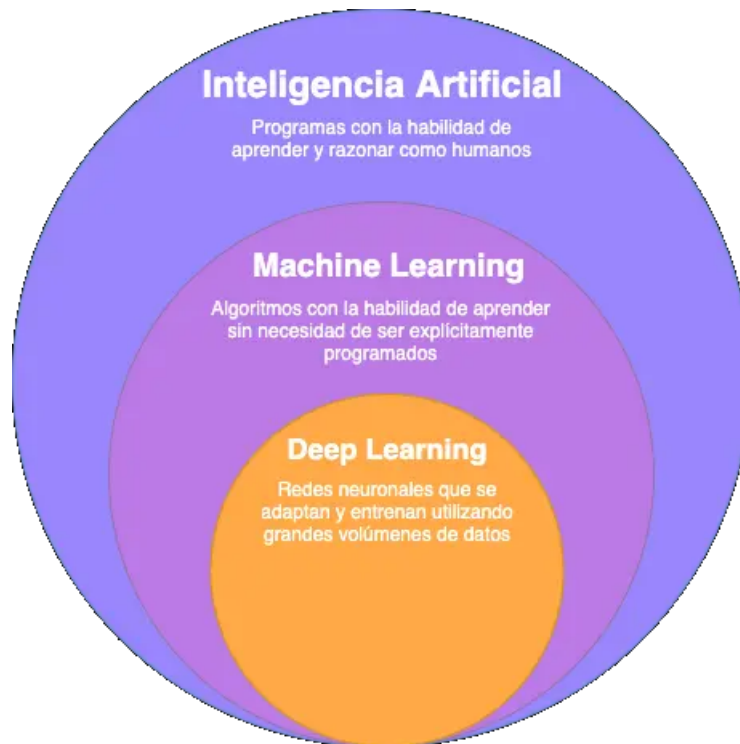 Inteligencia Artificial
Programas con la habilidad de
aprender y razonar como humanos
Machine Learning
Algoritmos con la habilidad de aprender
sin necesidad de ser explícitamente
programados
Deep Learning
Redes neuronales que se
adaptan y entrenan utilizando
grandes volúmenes de datos